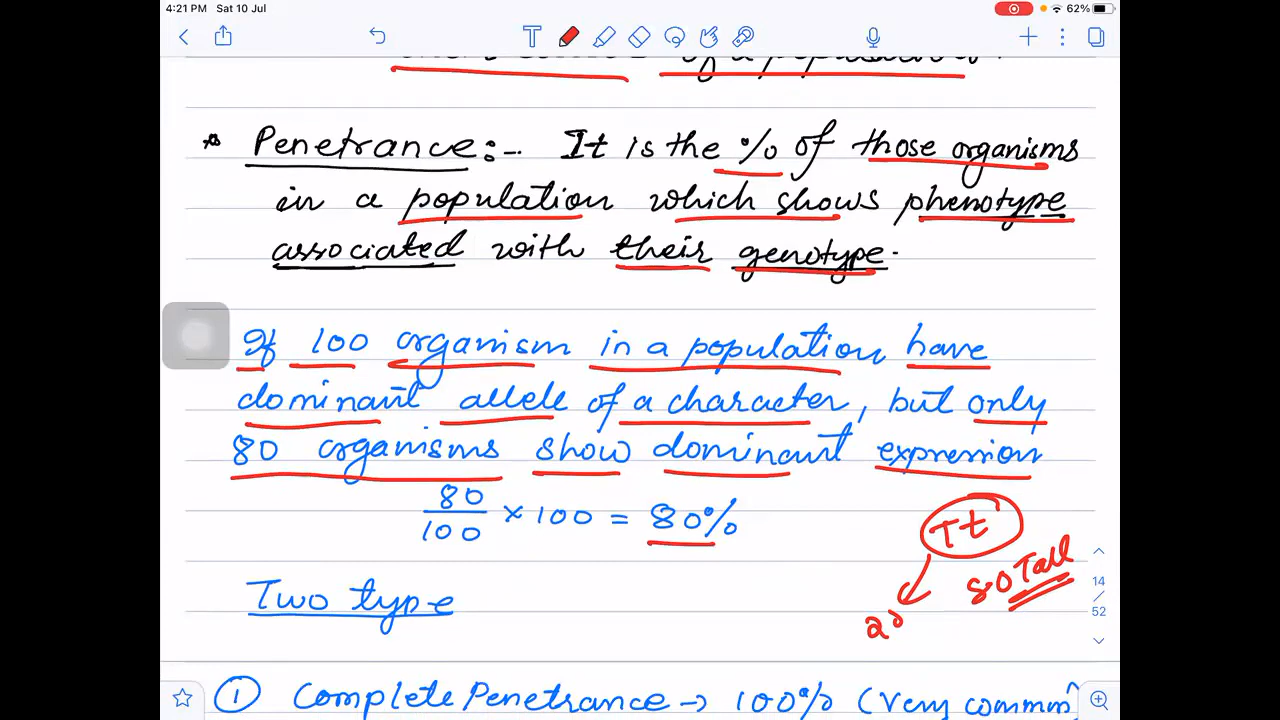 4:21 PM Sat 10 Jul
62%
of a
* Penetrance:- It is the % of those organisms
in a population which shows phenotype
associated with their genotype.
If 100 organism in a population have
dominant allele of a character, but only
80 organisms show dominant expression
80/100 × 100 = 80%
Tt
80 Tall
20
Two type
14
/
52
① Complete Penetrance → 100% (Very common